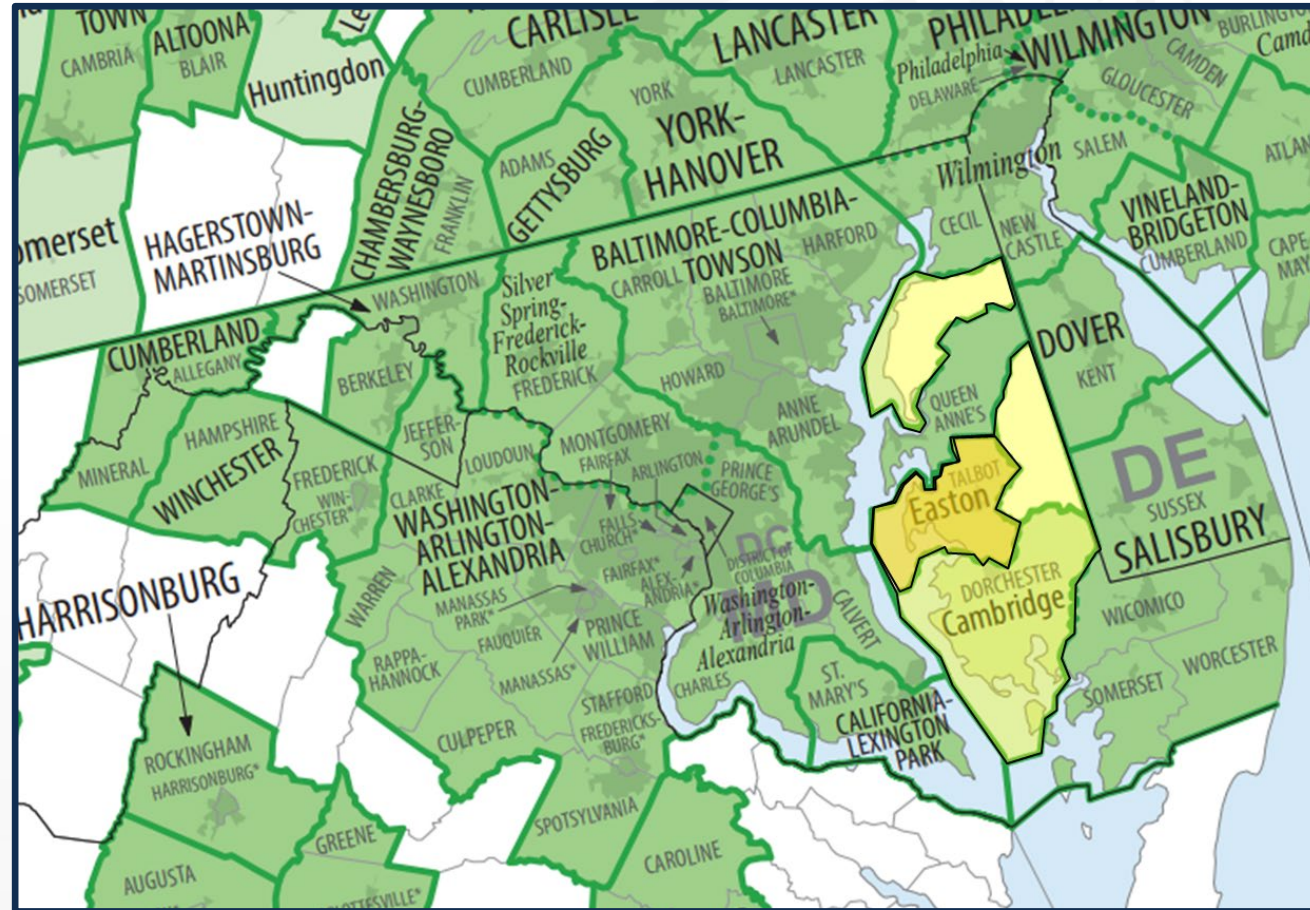 TOWN
CAMBRIA
ALTOONA
BLAIR
Huntingdon
CARLISLE
CUMBERLAND
LANCASTER
LANCASTER
Philadelphia
WILMINGTON
DELAWARE
CAMDEN
GLOUCESTER
YORK
YORK-
HANOVER
ADAMS
GETTYSBURG
CHAMBERSBURG-
WAYNESBORO
FRANKLIN
SALEM
Wilmington
VINELAND-
BRIDGETON
CUMBERLAND
SOMERSET
HAGERSTOWN-
MARTINSBURG
WASHINGTON
Silver
Spring-
Frederick-
Rockville
FREDERICK
BALTIMORE-COLUMBIA-
TOWSON
CARROLL
HARFORD
BALTIMORE
BALTIMORE*
CECIL
NEW
CASTLE
CUMBERLAND
ALLEGANY
BERKELEY
HOWARD
DOVER
KENT
QUEEN
ANNE'S
ANNE
ARUNDEL
HAMPSHIRE
MINERAL
WINCHESTER
FREDERICK
WIN-
CHESTER*
JEFFER-
SON
LOUDOUN
CLARKE
MONTGOMERY
FAIRFAX
ARLINGTON
PRINCE
GEORGE'S
TALBOT
Easton
DE
SUSSEX
SALISBURY
WASHINGTON-
ARLINGTON-
ALEXANDRIA
FALLS
CHURCH*
FAIRFAX*
ALEX-
ANDRIA*
DC
DISTRICT OF
COLUMBIA
MD
Washington-
Arlington-
Alexandria
CALVERT
DORCHESTER
Cambridge
WICOMICO
HARRISONBURG
WARREN
MANASSAS
PARK*
FAUQUIER
PRINCE
WILLIAM
MANASSAS*
RAPPA-
HANNOCK
STAFFORD
FREDERICKS-
BURG*
CHARLES
ST.
MARY'S
CALIFORNIA-
LEXINGTON
PARK
SOMERSET
WORCESTER
CULPEPER
ROCKINGHAM
HARRISONBURG*
SPOTSYLVANIA
GREENE
CAROLINE
AUGUSTA